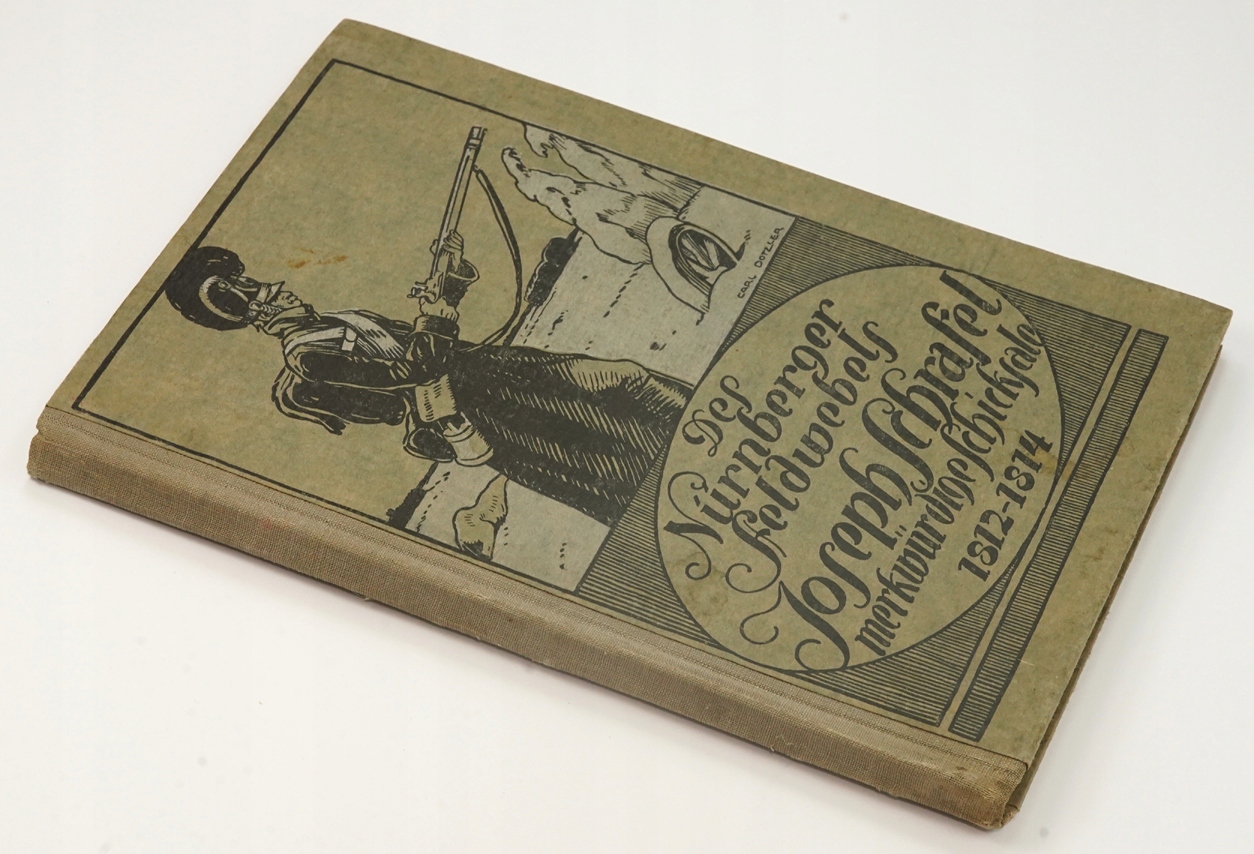 CARL DOTZLER
Deſ
Nürnberger
Feldwebelſ
Joſeph Schrafel
merkwürdige Schickſale
1812-1814